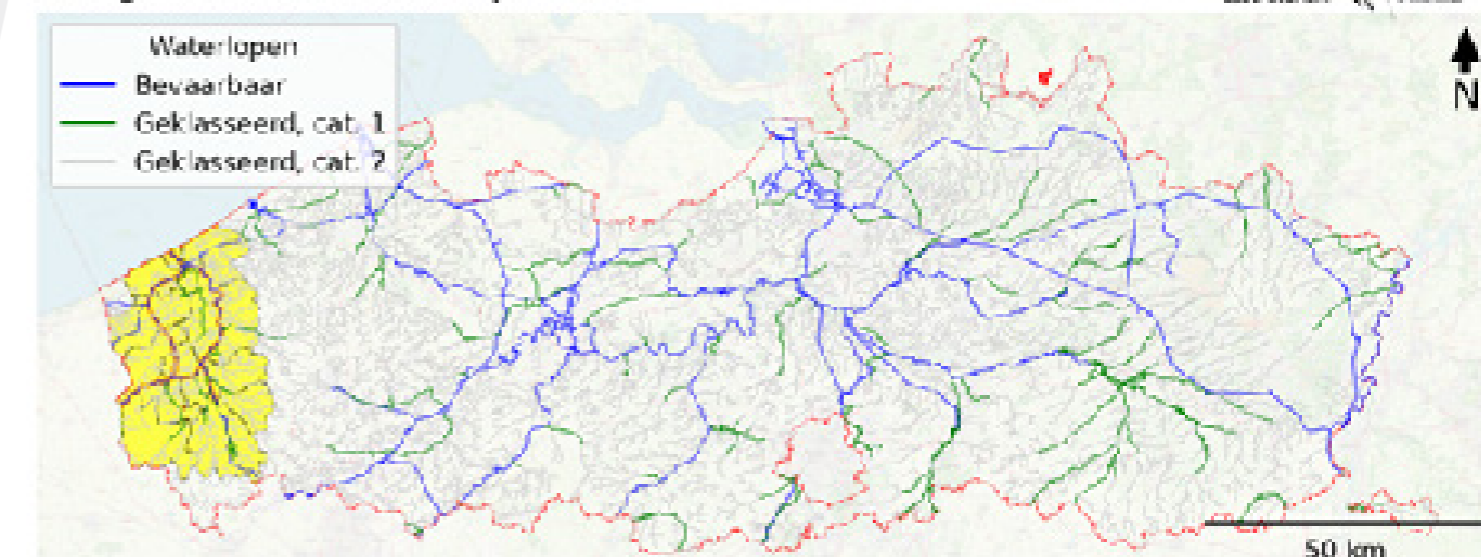 Waterlopen
Bevaarbaar
Geklasseerd, cat. 1
Geklasseerd, cat. 2
N
50 km